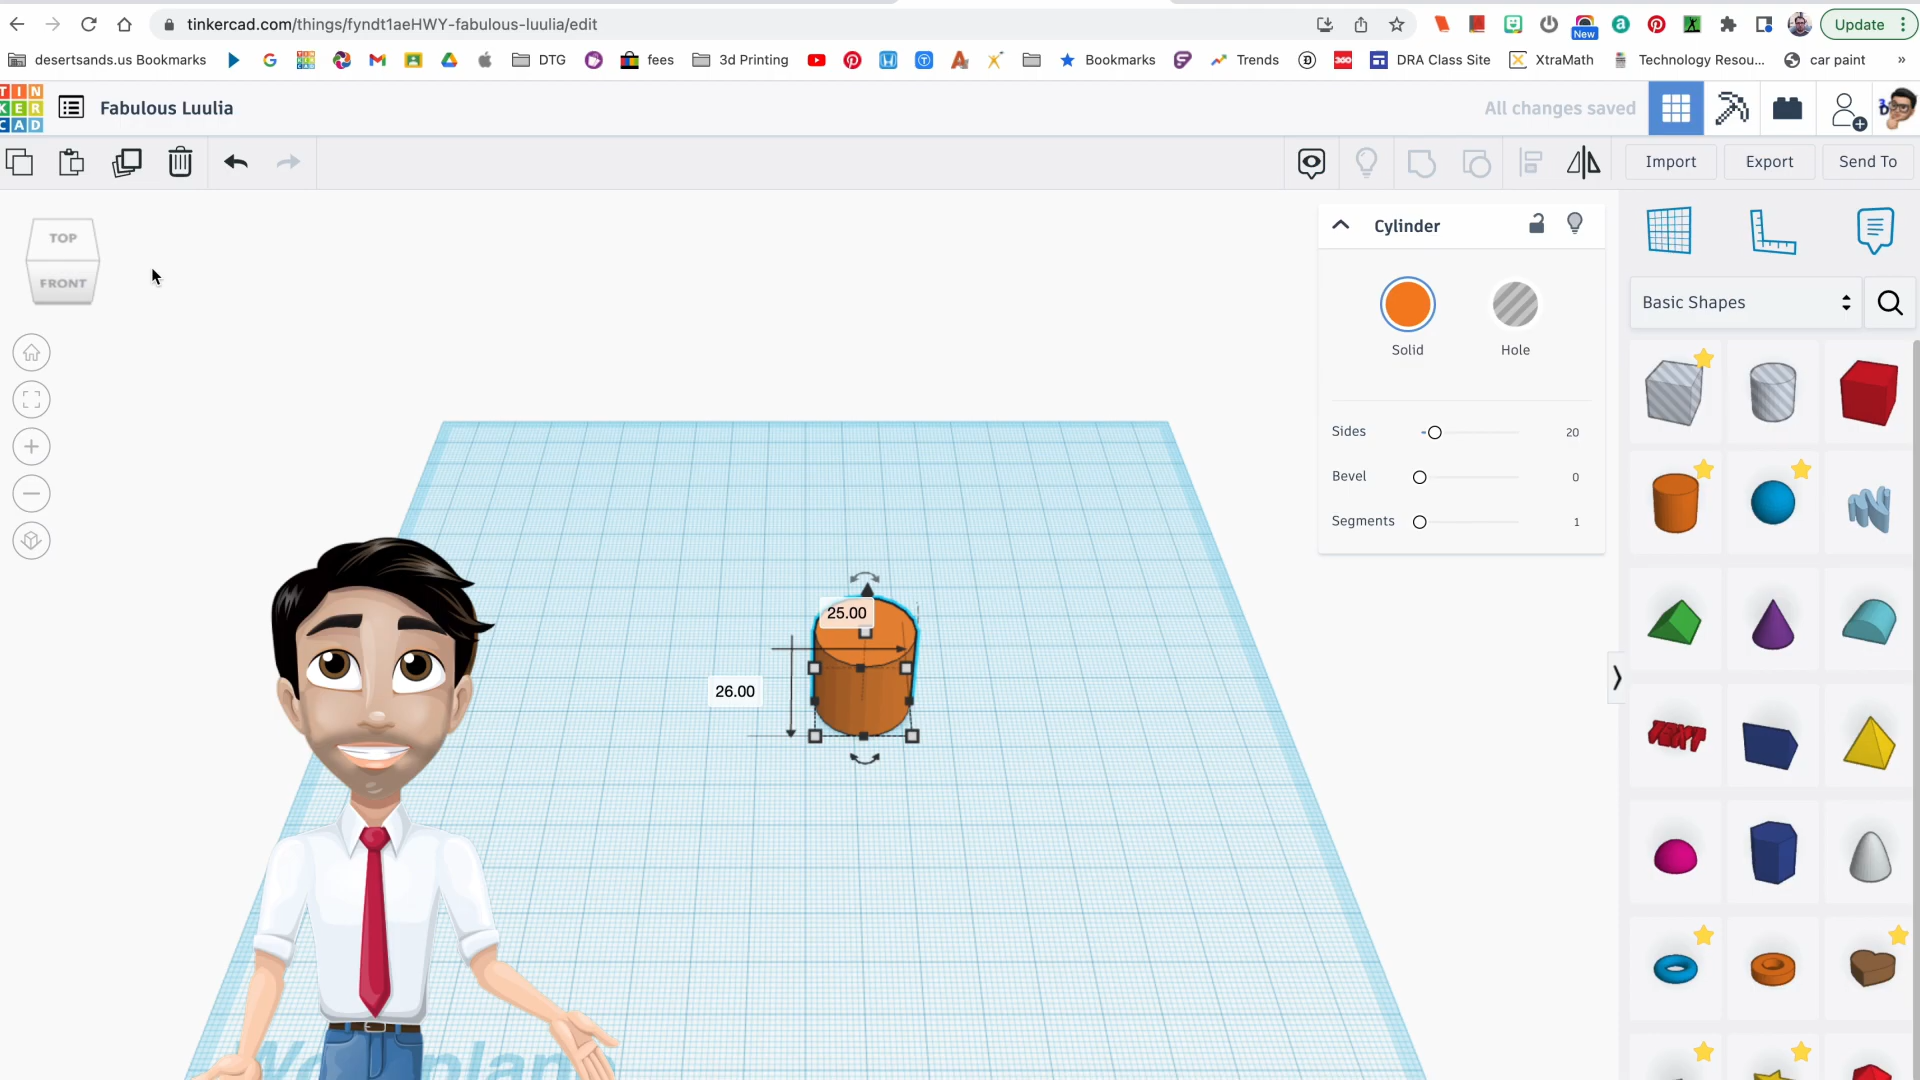 tinkercad.com/things/fyndt1aeHWY-fabulous-luulia/edit
New
Update
desertsands.us Bookmarks
DTG
fees
3d Printing
Bookmarks
Trends
360
DRA Class Site
XtraMath
Technology Resou...
car paint
»
TIN
KER
CAD
Fabulous Luulia
All changes saved
Import
Export
Send To
TOP
FRONT
Cylinder
Solid
Hole
Sides
20
Bevel
0
Segments
1
Basic Shapes
TEXT
25.00
26.00